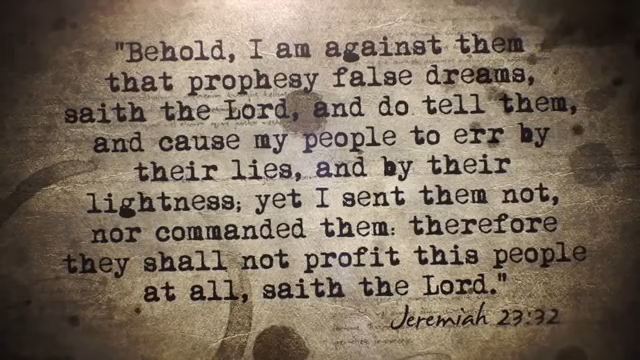 "Behold, I am against them
that prophesy false dreams,
saith the Lord, and do tell them,
and cause my people to err by
their lies, and by their
lightness; yet I sent them not,
nor commanded them: therefore
they shall not profit this people
at all, saith the Lord."
Jeremiah 23:32